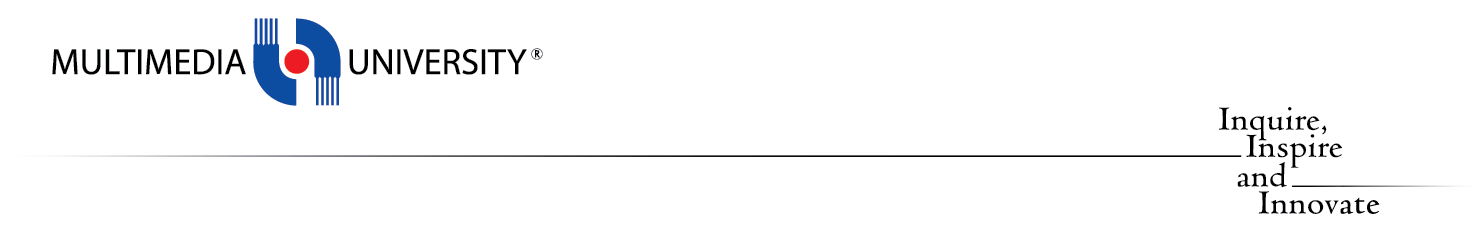 MULTIMEDIA UNIVERSITY®
Inquire,
Inspire
and
Innovate